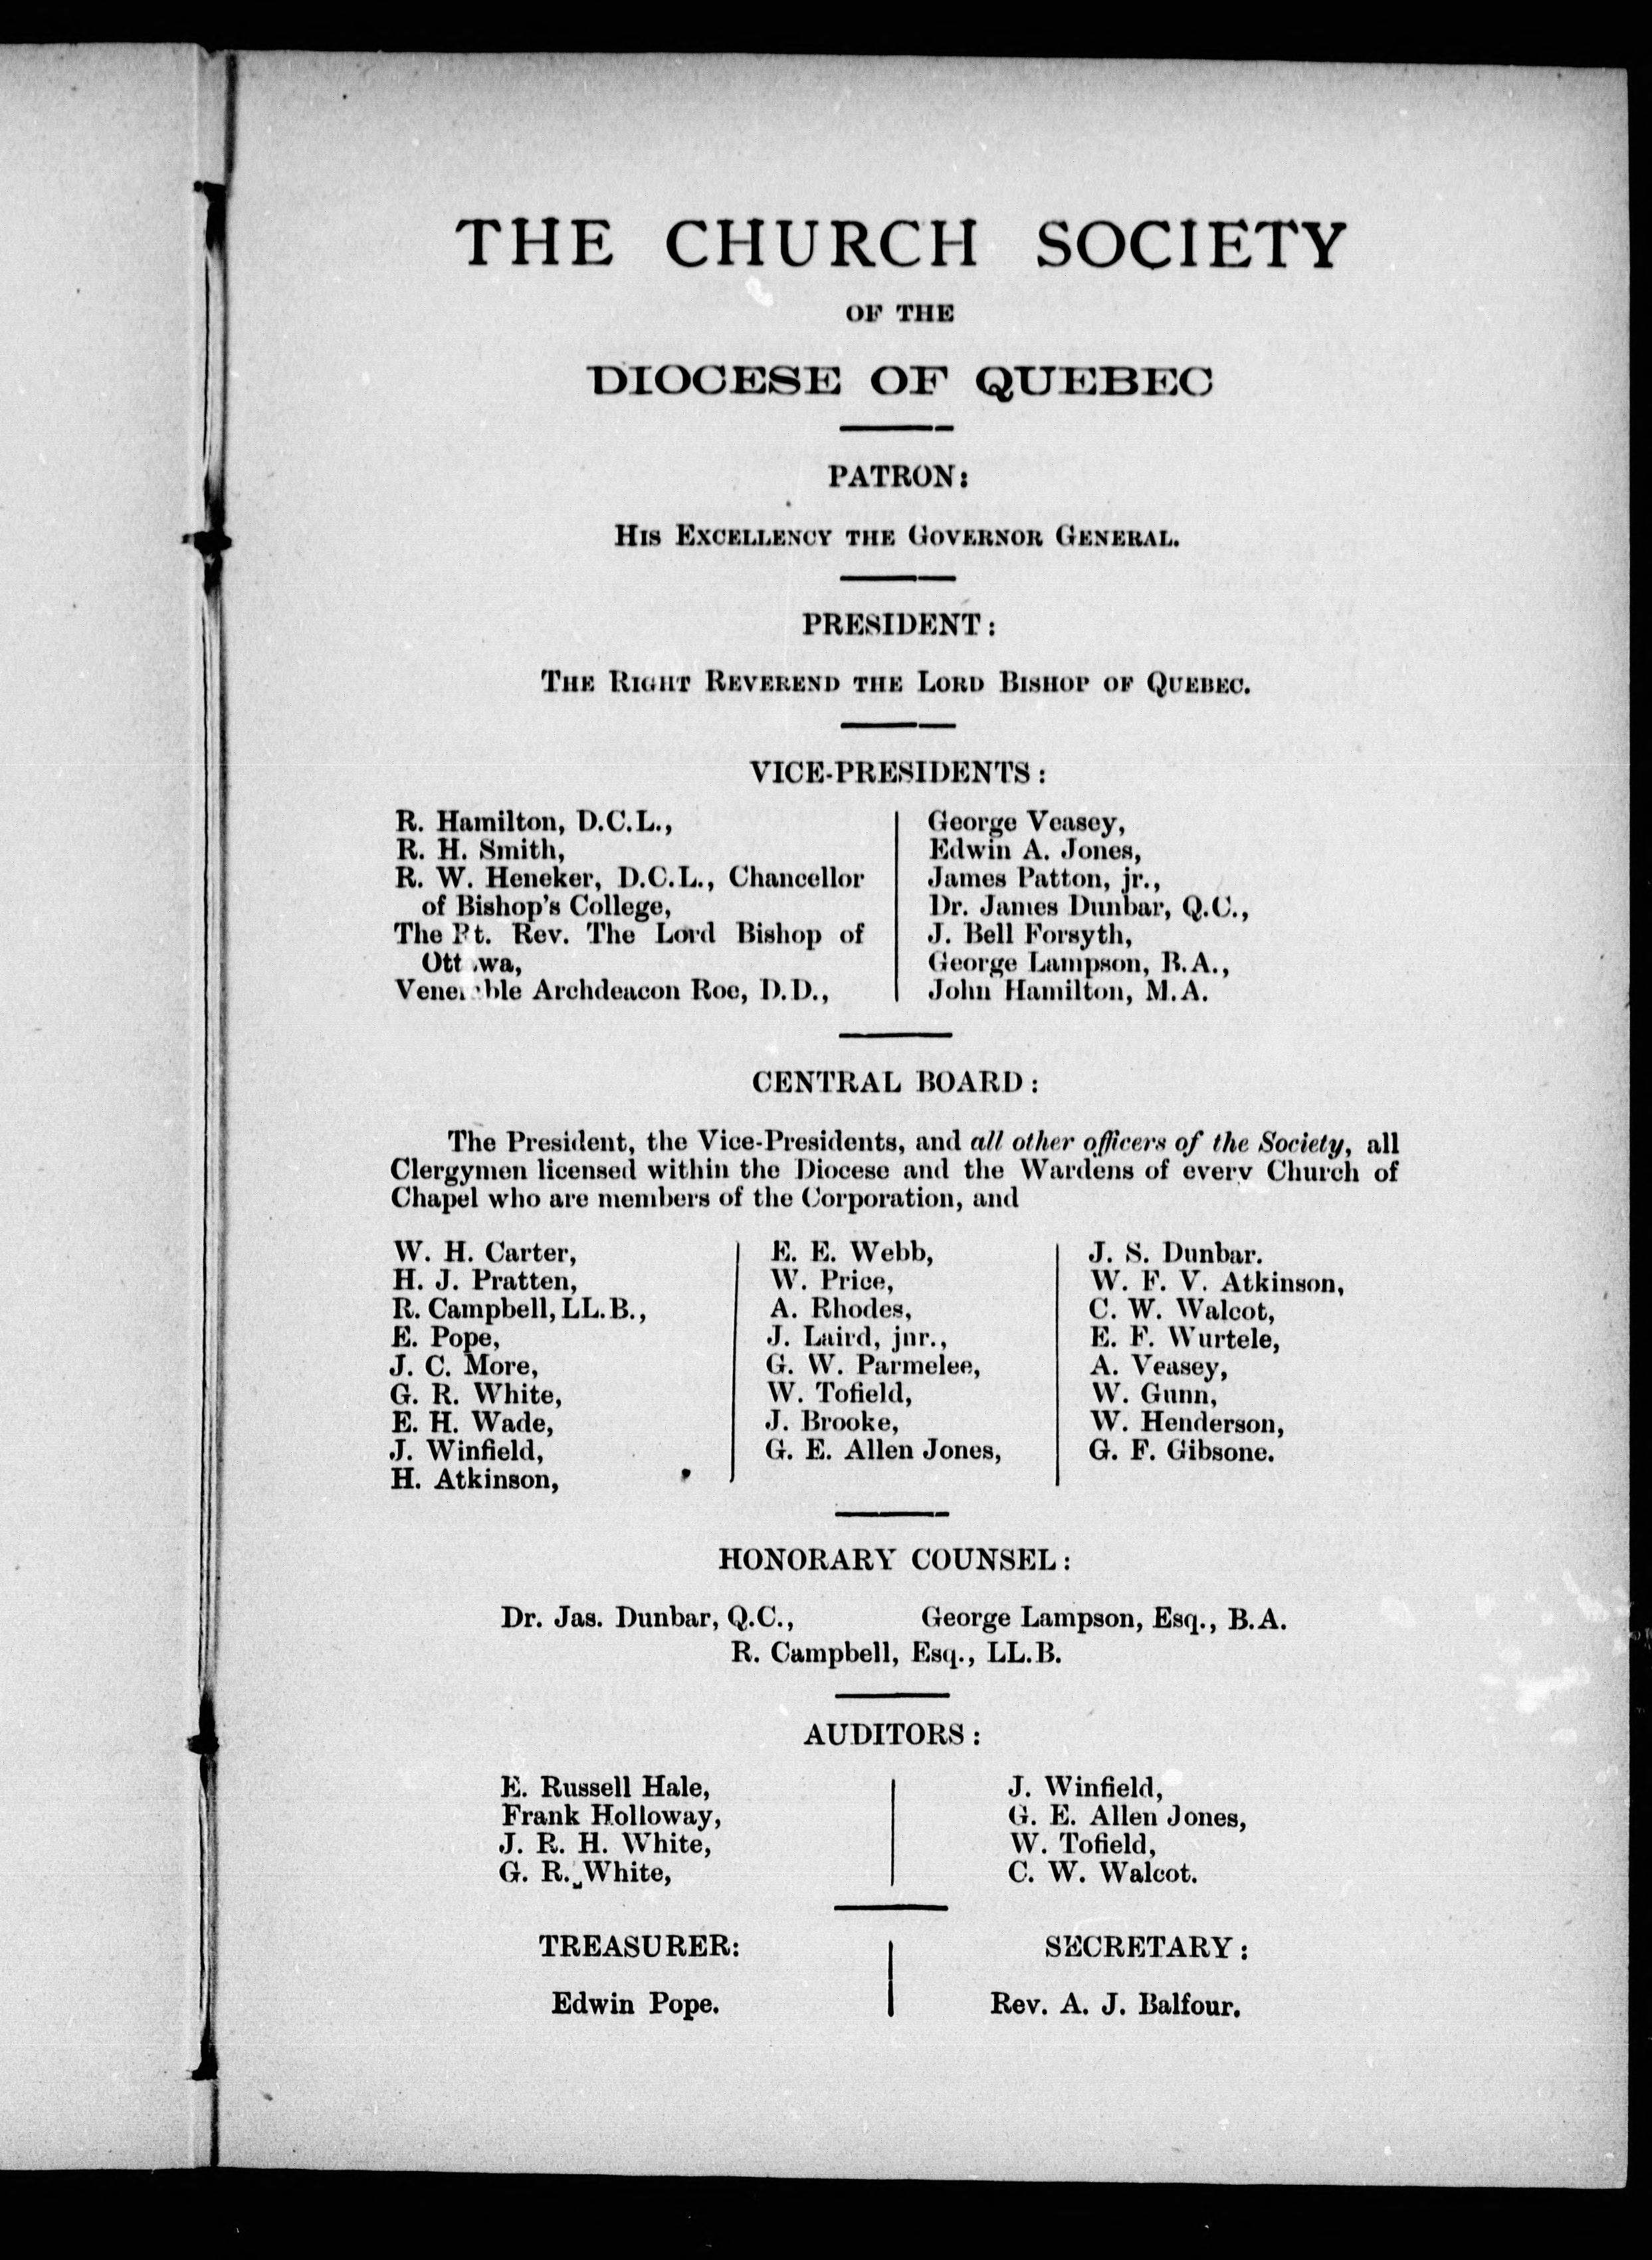 THE CHURCH SOCIETY
OF THE
DIOCESE OF QUEBEC
PATRON:
HIS EXCELLENCY THE GOVERNOR GENERAL.
PRESIDENT:
THE RIGHT REVEREND THE LORD BISHOP OF QUEBEC.
VICE-PRESIDENTS:
R. Hamilton, D.C.L.,
R. H. Smith,
R. W. Heneker, D.C.L., Chancellor
of Bishop's College,
The Rt. Rev. The Lord Bishop of
Ottawa,
Venerable Archdeacon Roe, D.D.,
George Veasey,
Edwin A. Jones,
James Patton, jr.,
Dr. James Dunbar, Q.C.,
J. Bell Forsyth,
George Lampson, B.A.,
John Hamilton, M.A.
CENTRAL BOARD:
The President, the Vice-Presidents, and all other officers of the Society, all
Clergymen licensed within the Diocese and the Wardens of every Church of
Chapel who are members of the Corporation, and
W. H. Carter,
H. J. Pratten,
R. Campbell, LL.B.,
E. Pope,
J. C. More,
G. R. White,
E. H. Wade,
J. Winfield,
H. Atkinson,
E. E. Webb,
W. Price,
A. Rhodes,
J. Laird, jnr.,
G. W. Parmelee,
W. Tofield,
J. Brooke,
G. E. Allen Jones,
J. S. Dunbar.
W. F. V. Atkinson,
C. W. Walcot,
E. F. Wurtele,
A. Veasey,
W. Gunn,
W. Henderson,
G. F. Gibsone.
HONORARY COUNSEL:
Dr. Jas. Dunbar, Q.C., George Lampson, Esq., B.A.
R. Campbell, Esq., LL.B.
AUDITORS:
E. Russell Hale,
Frank Holloway,
J. R. H. White,
G. R. White,
J. Winfield,
G. E. Allen Jones,
W. Tofield,
C. W. Walcot.
TREASURER:
Edwin Pope.
SECRETARY:
Rev. A. J. Balfour.